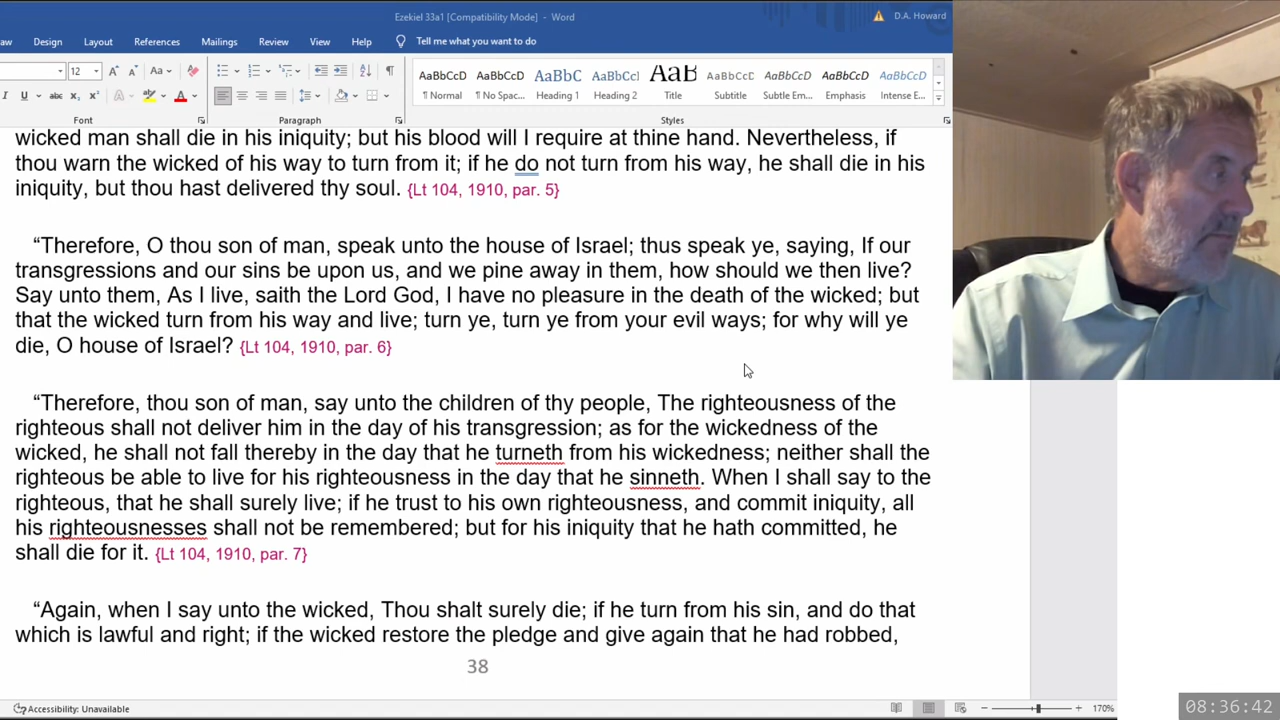 Ezekiel 33a1 [Compatibility Mode] - Word
D.A. Howard
aw Design Layout References Mailings Review View Help Tell me what you want to do
12 Aa
AaBbCcD AaBbCcD AaBbC AaBbCcI AaB AaBbCcD AaBbCcD AaBbCcD AaBbCcD
I U abc x₂ x² A ab A
¶ Normal ¶ No Spac... Heading 1 Heading 2 Title Subtitle Subtle Em... Emphasis Intense E...
Font Paragraph Styles
wicked man shall die in his iniquity; but his blood will I require at thine hand. Nevertheless, if
thou warn the wicked of his way to turn from it; if he do not turn from his way, he shall die in his
iniquity, but thou hast delivered thy soul. {Lt 104, 1910, par. 5}
“Therefore, O thou son of man, speak unto the house of Israel; thus speak ye, saying, If our
transgressions and our sins be upon us, and we pine away in them, how should we then live?
Say unto them, As I live, saith the Lord God, I have no pleasure in the death of the wicked; but
that the wicked turn from his way and live; turn ye, turn ye from your evil ways; for why will ye
die, O house of Israel? {Lt 104, 1910, par. 6}
“Therefore, thou son of man, say unto the children of thy people, The righteousness of the
righteous shall not deliver him in the day of his transgression; as for the wickedness of the
wicked, he shall not fall thereby in the day that he turneth from his wickedness; neither shall the
righteous be able to live for his righteousness in the day that he sinneth. When I shall say to the
righteous, that he shall surely live; if he trust to his own righteousness, and commit iniquity, all
his righteousnesses shall not be remembered; but for his iniquity that he hath committed, he
shall die for it. {Lt 104, 1910, par. 7}
“Again, when I say unto the wicked, Thou shalt surely die; if he turn from his sin, and do that
which is lawful and right; if the wicked restore the pledge and give again that he had robbed,
38
Accessibility: Unavailable
170%
08:36:42